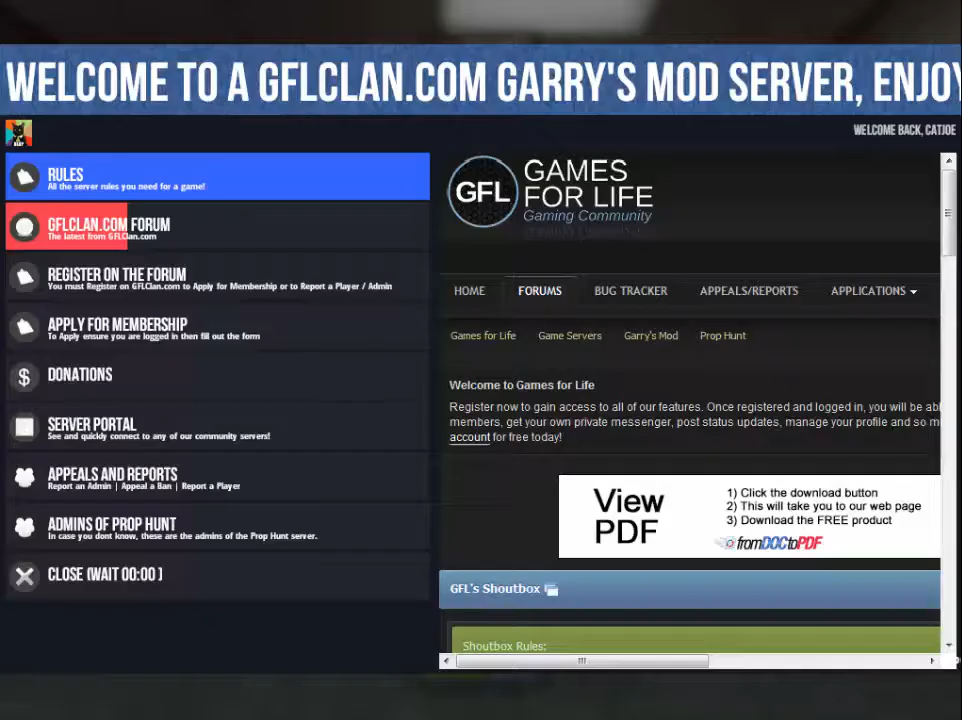 WELCOME TO A GFLCLAN.COM GARRY'S MOD SERVER, ENJOY
WELCOME BACK, CATJOE
RULES
All the server rules you need for a game!
GFLCLAN.COM FORUM
The latest from GFLClan.com
REGISTER ON THE FORUM
You must Register on GFLClan.com to Apply for Membership or to Report a Player / Admin
APPLY FOR MEMBERSHIP
To Apply ensure you are logged in then fill out the form
$ DONATIONS
SERVER PORTAL
See and quickly connect to any of our community servers!
APPEALS AND REPORTS
Report an Admin | Appeal a Ban | Report a Player
ADMINS OF PROP HUNT
In case you dont know, these are the admins of the Prop Hunt server.
CLOSE (WAIT 00:00 )
GFL GAMES
FOR LIFE
Gaming Community
HOME FORUMS BUG TRACKER APPEALS/REPORTS APPLICATIONS
Games for Life Game Servers Garry's Mod Prop Hunt
Welcome to Games for Life
Register now to gain access to all of our features. Once registered and logged in, you will be abl
members, get your own private messenger, post status updates, manage your profile and so m
account for free today!
View
PDF
1) Click the download button
2) This will take you to our web page
3) Download the FREE product
fromDOCtoPDF
GFL's Shoutbox
Shoutbox Rules: